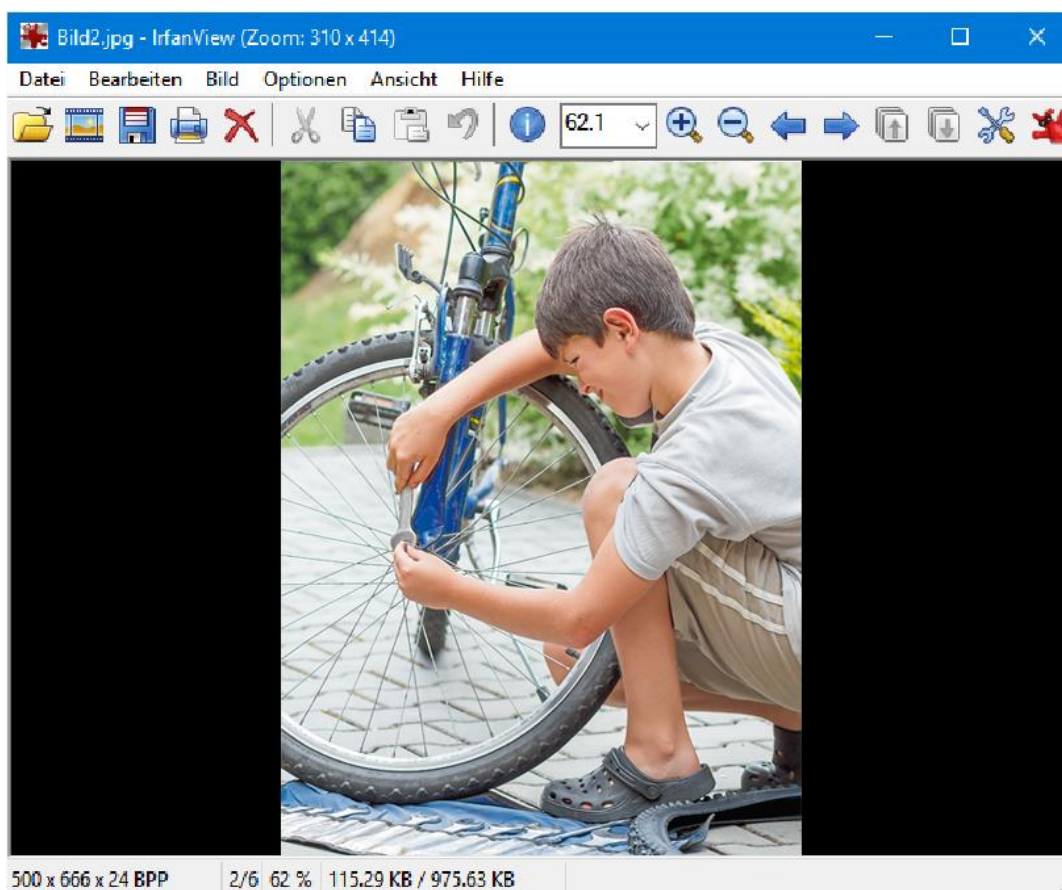 Bild2.jpg - IrfanView (Zoom: 310 x 414)
Datei Bearbeiten Bild Optionen Ansicht Hilfe
62.1
500 x 666 x 24 BPP 2/6 62 % 115.29 KB / 975.63 KB